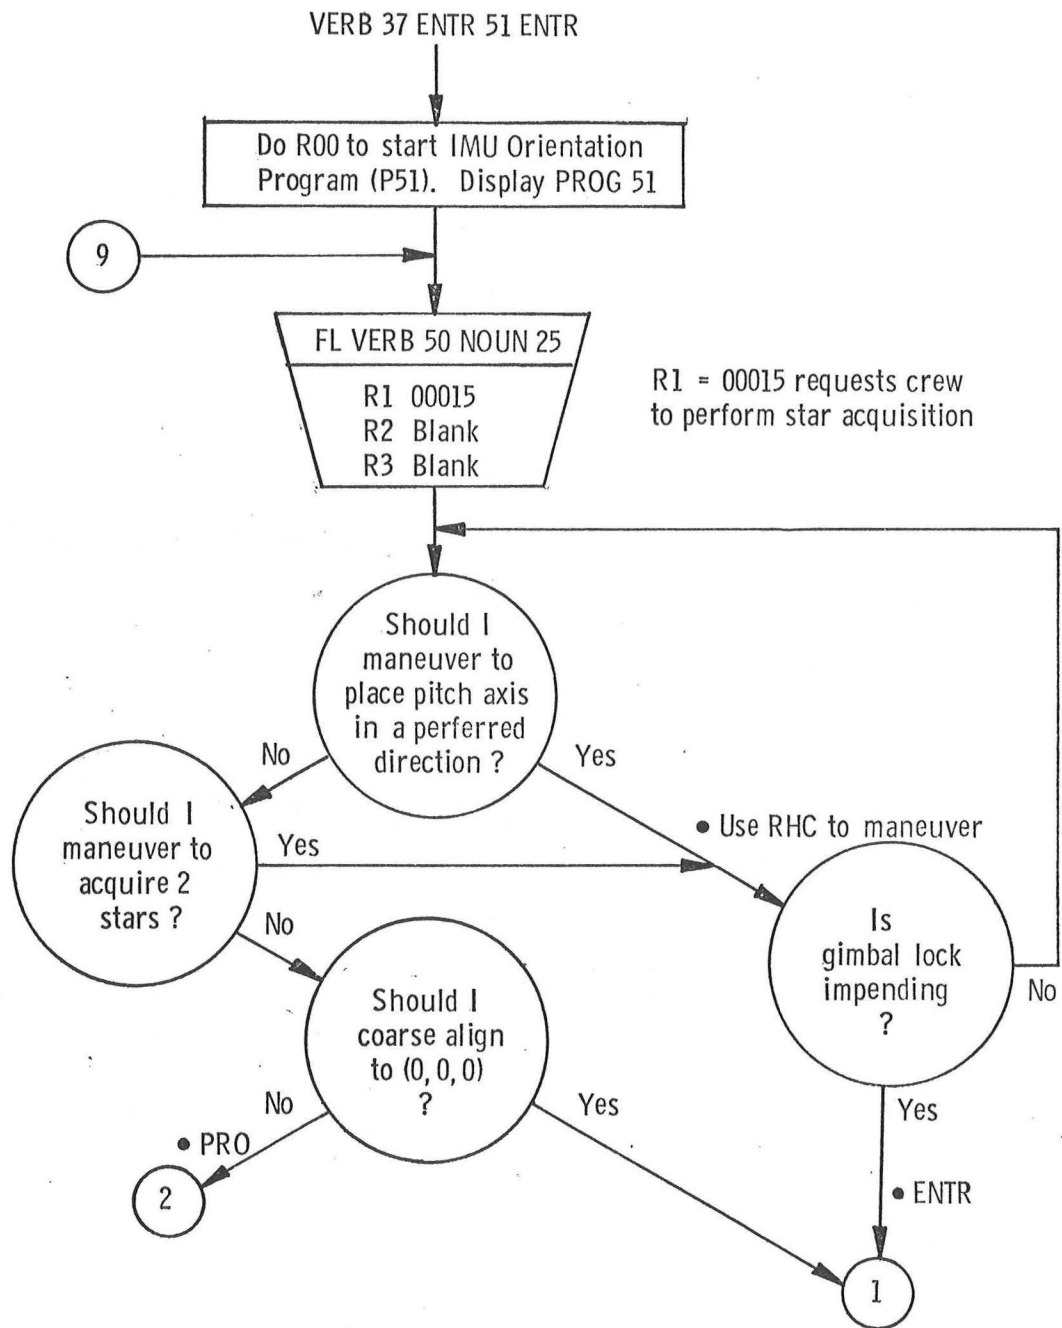 VERB 37 ENTR 51 ENTR
Do R00 to start IMU Orientation
Program (P51). Display PROG 51
9
FL VERB 50 NOUN 25
R1 00015
R2 Blank
R3 Blank
R1 = 00015 requests crew
to perform star acquisition
Should I
maneuver to
place pitch axis
in a perferred
direction ?
No
Yes
Should I
maneuver to
acquire 2
stars ?
Yes
• Use RHC to maneuver
No
Is
gimbal lock
impending
?
No
Should I
coarse align
to (0, 0, 0)
?
No
Yes
Yes
• PRO
2
• ENTR
1